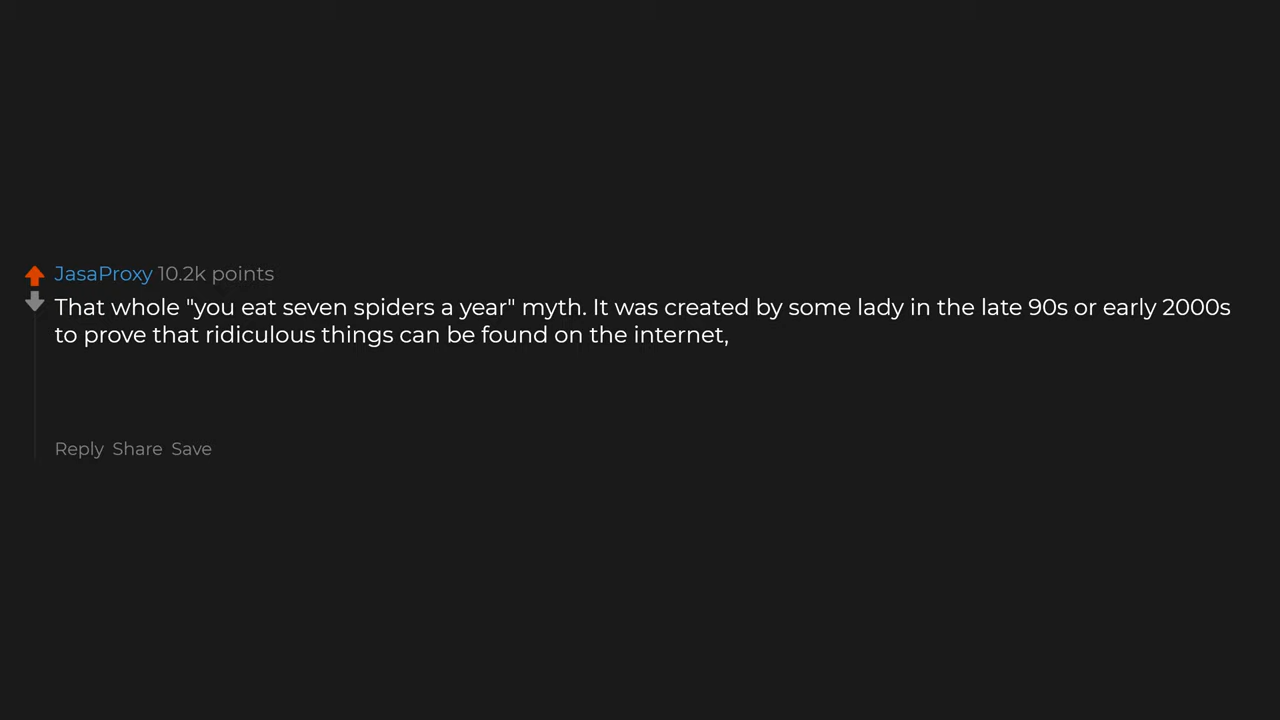 JasaProxy 10.2k points
That whole "you eat seven spiders a year" myth. It was created by some lady in the late 90s or early 2000s
to prove that ridiculous things can be found on the internet,
Reply Share Save